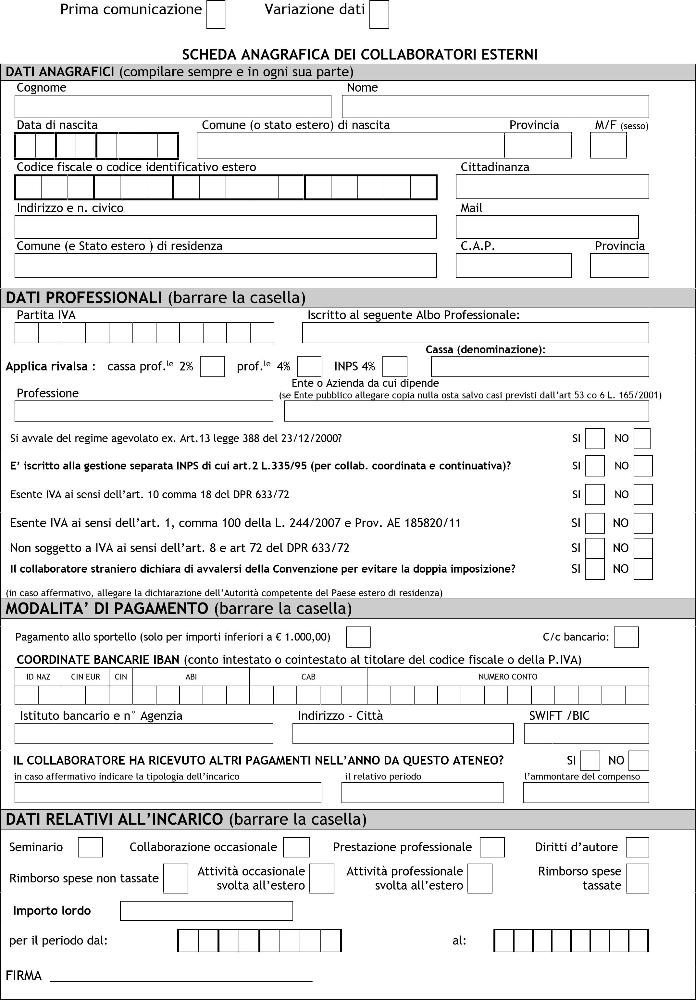 Prima comunicazione Variazione dati
SCHEDA ANAGRAFICA DEI COLLABORATORI ESTERNI
DATI ANAGRAFICI (compilare sempre e in ogni sua parte)
Cognome Nome
Data di nascita Comune (o stato estero) di nascita Provincia M/F (sesso)
Codice fiscale o codice identificativo estero Cittadinanza
Indirizzo e n. civico Mail
Comune (e Stato estero ) di residenza C.A.P. Provincia
DATI PROFESSIONALI (barrare la casella)
Partita IVA Iscritto al seguente Albo Professionale:
Cassa (denominazione):
Applica rivalsa : cassa prof.le 2% prof.le 4% INPS 4%
Ente o Azienda da cui dipende
Professione (se Ente pubblico allegare copia nulla osta salvo casi previsti dall’art 53 co 6 L. 165/2001)
Si avvale del regime agevolato ex. Art.13 legge 388 del 23/12/2000? SI NO
E’ iscritto alla gestione separata INPS di cui art.2 L.335/95 (per collab. coordinata e continuativa)? SI NO
Esente IVA ai sensi dell’art. 10 comma 18 del DPR 633/72 SI NO
Esente IVA ai sensi dell’art. 1, comma 100 della L. 244/2007 e Prov. AE 185820/11 SI NO
Non soggetto a IVA ai sensi dell’art. 8 e art 72 del DPR 633/72 SI NO
Il collaboratore straniero dichiara di avvalersi della Convenzione per evitare la doppia imposizione? SI NO
(in caso affermativo, allegare la dichiarazione dell’Autorità competente del Paese estero di residenza)
MODALITA’ DI PAGAMENTO (barrare la casella)
Pagamento allo sportello (solo per importi inferiori a € 1.000,00) C/c bancario:
COORDINATE BANCARIE IBAN (conto intestato o cointestato al titolare del codice fiscale o della P.IVA)
ID NAZ CIN EUR CIN ABI CAB NUMERO CONTO
Istituto bancario e n° Agenzia Indirizzo - Città SWIFT /BIC
IL COLLABORATORE HA RICEVUTO ALTRI PAGAMENTI NELL’ANNO DA QUESTO ATENEO? SI NO
in caso affermativo indicare la tipologia dell’incarico il relativo periodo l’ammontare del compenso
DATI RELATIVI ALL’INCARICO (barrare la casella)
Seminario Collaborazione occasionale Prestazione professionale Diritti d’autore
Rimborso spese non tassate Attività occasionale svolta all’estero Attività professionale svolta all’estero Rimborso spese tassate
Importo lordo
per il periodo dal: al:
FIRMA